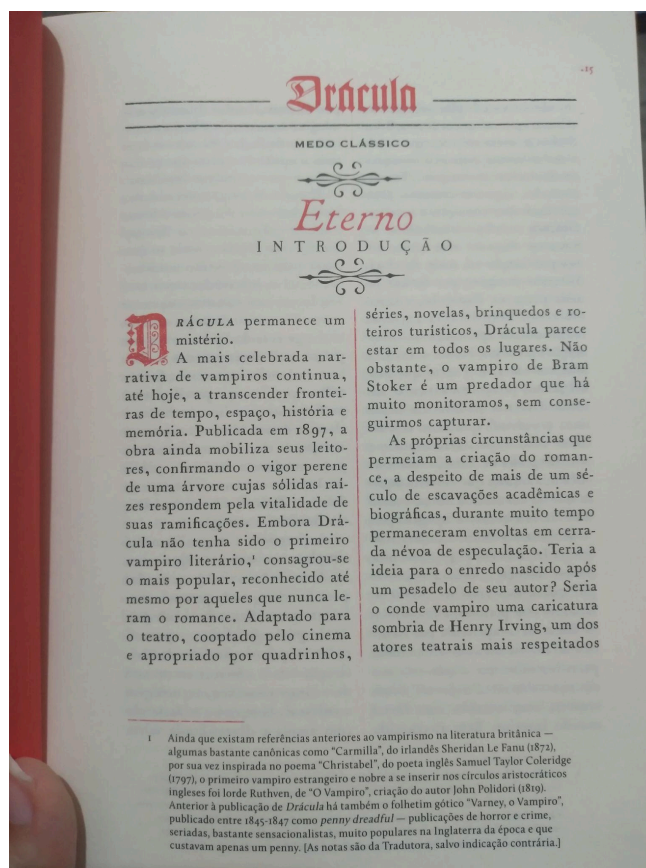 ·15
Drácula
MEDO CLÁSSICO
Eterno
INTRODUÇÃO
DRÁCULA permanece um
mistério.
A mais celebrada nar-
rativa de vampiros continua,
até hoje, a transcender frontei-
ras de tempo, espaço, história e
memória. Publicada em 1897, a
obra ainda mobiliza seus leito-
res, confirmando o vigor perene
de uma árvore cujas sólidas raí-
zes respondem pela vitalidade de
suas ramificações. Embora Drá-
cula não tenha sido o primeiro
vampiro literário,¹ consagrou-se
o mais popular, reconhecido até
mesmo por aqueles que nunca le-
ram o romance. Adaptado para
o teatro, cooptado pelo cinema
e apropriado por quadrinhos,
séries, novelas, brinquedos e ro-
teiros turísticos, Drácula parece
estar em todos os lugares. Não
obstante, o vampiro de Bram
Stoker é um predador que há
muito monitoramos, sem conse-
guirmos capturar.
As próprias circunstâncias que
permeiam a criação do roman-
ce, a despeito de mais de um sé-
culo de escavações acadêmicas e
biográficas, durante muito tempo
permaneceram envoltas em cerra-
da névoa de especulação. Teria a
ideia para o enredo nascido após
um pesadelo de seu autor? Seria
o conde vampiro uma caricatura
sombria de Henry Irving, um dos
atores teatrais mais respeitados
1 Ainda que existam referências anteriores ao vampirismo na literatura britânica —
algumas bastante canônicas como “Carmilla”, do irlandês Sheridan Le Fanu (1872),
por sua vez inspirada no poema “Christabel”, do poeta inglês Samuel Taylor Coleridge
(1797), o primeiro vampiro estrangeiro e nobre a se inserir nos círculos aristocráticos
ingleses foi lorde Ruthven, de “O Vampiro”, criação do autor John Polidori (1819).
Anterior à publicação de Drácula há também o folhetim gótico “Varney, o Vampiro”,
publicado entre 1845-1847 como penny dreadful — publicações de horror e crime,
seriadas, bastante sensacionalistas, muito populares na Inglaterra da época e que
custavam apenas um penny. [As notas são da Tradutora, salvo indicação contrária.]